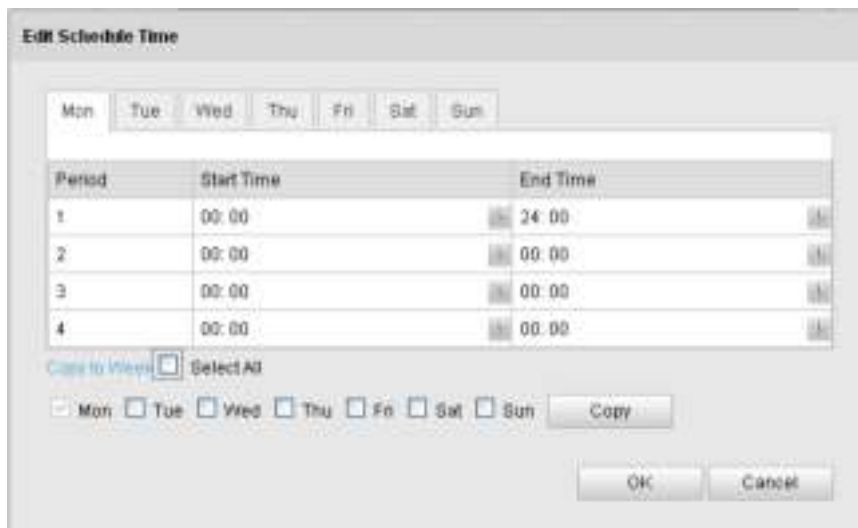 Edit Schedule Time
Mon Tue Wed Thu Fri Sat Sun
Period Start Time End Time
1 00: 00 24: 00
2 00: 00 00: 00
3 00: 00 00: 00
4 00: 00 00: 00
Copy to Week Select All
Mon Tue Wed Thu Fri Sat Sun Copy
OK Cancel